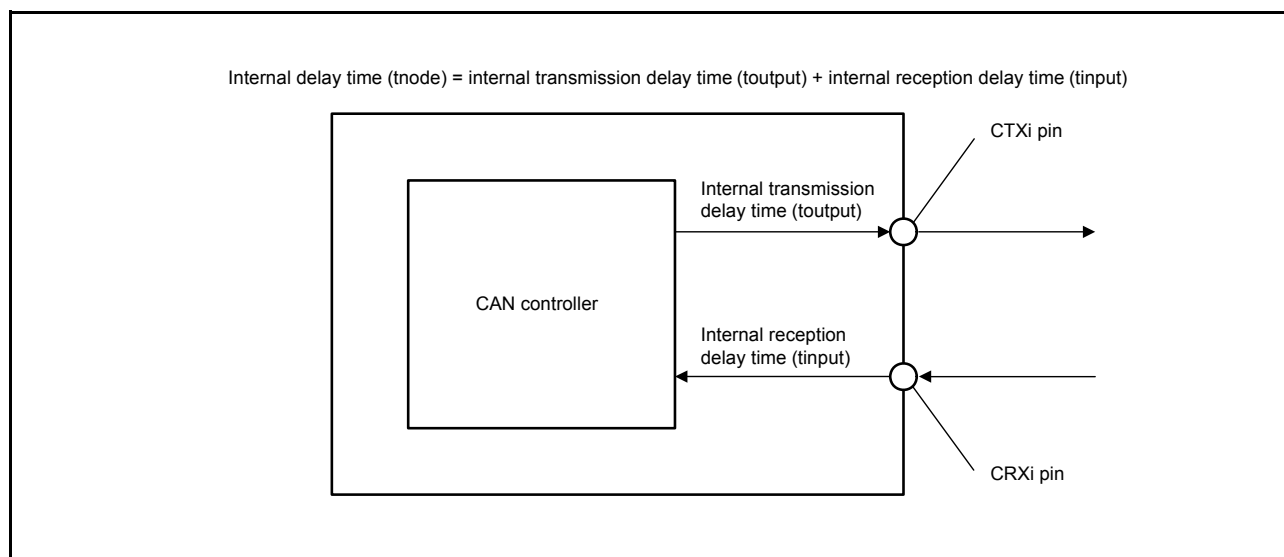 Internal delay time (tnode) = internal transmission delay time (toutput) + internal reception delay time (tinput)
CTXi pin
Internal transmission
delay time (toutput)
CAN controller
Internal reception
delay time (tinput)
CRXi pin